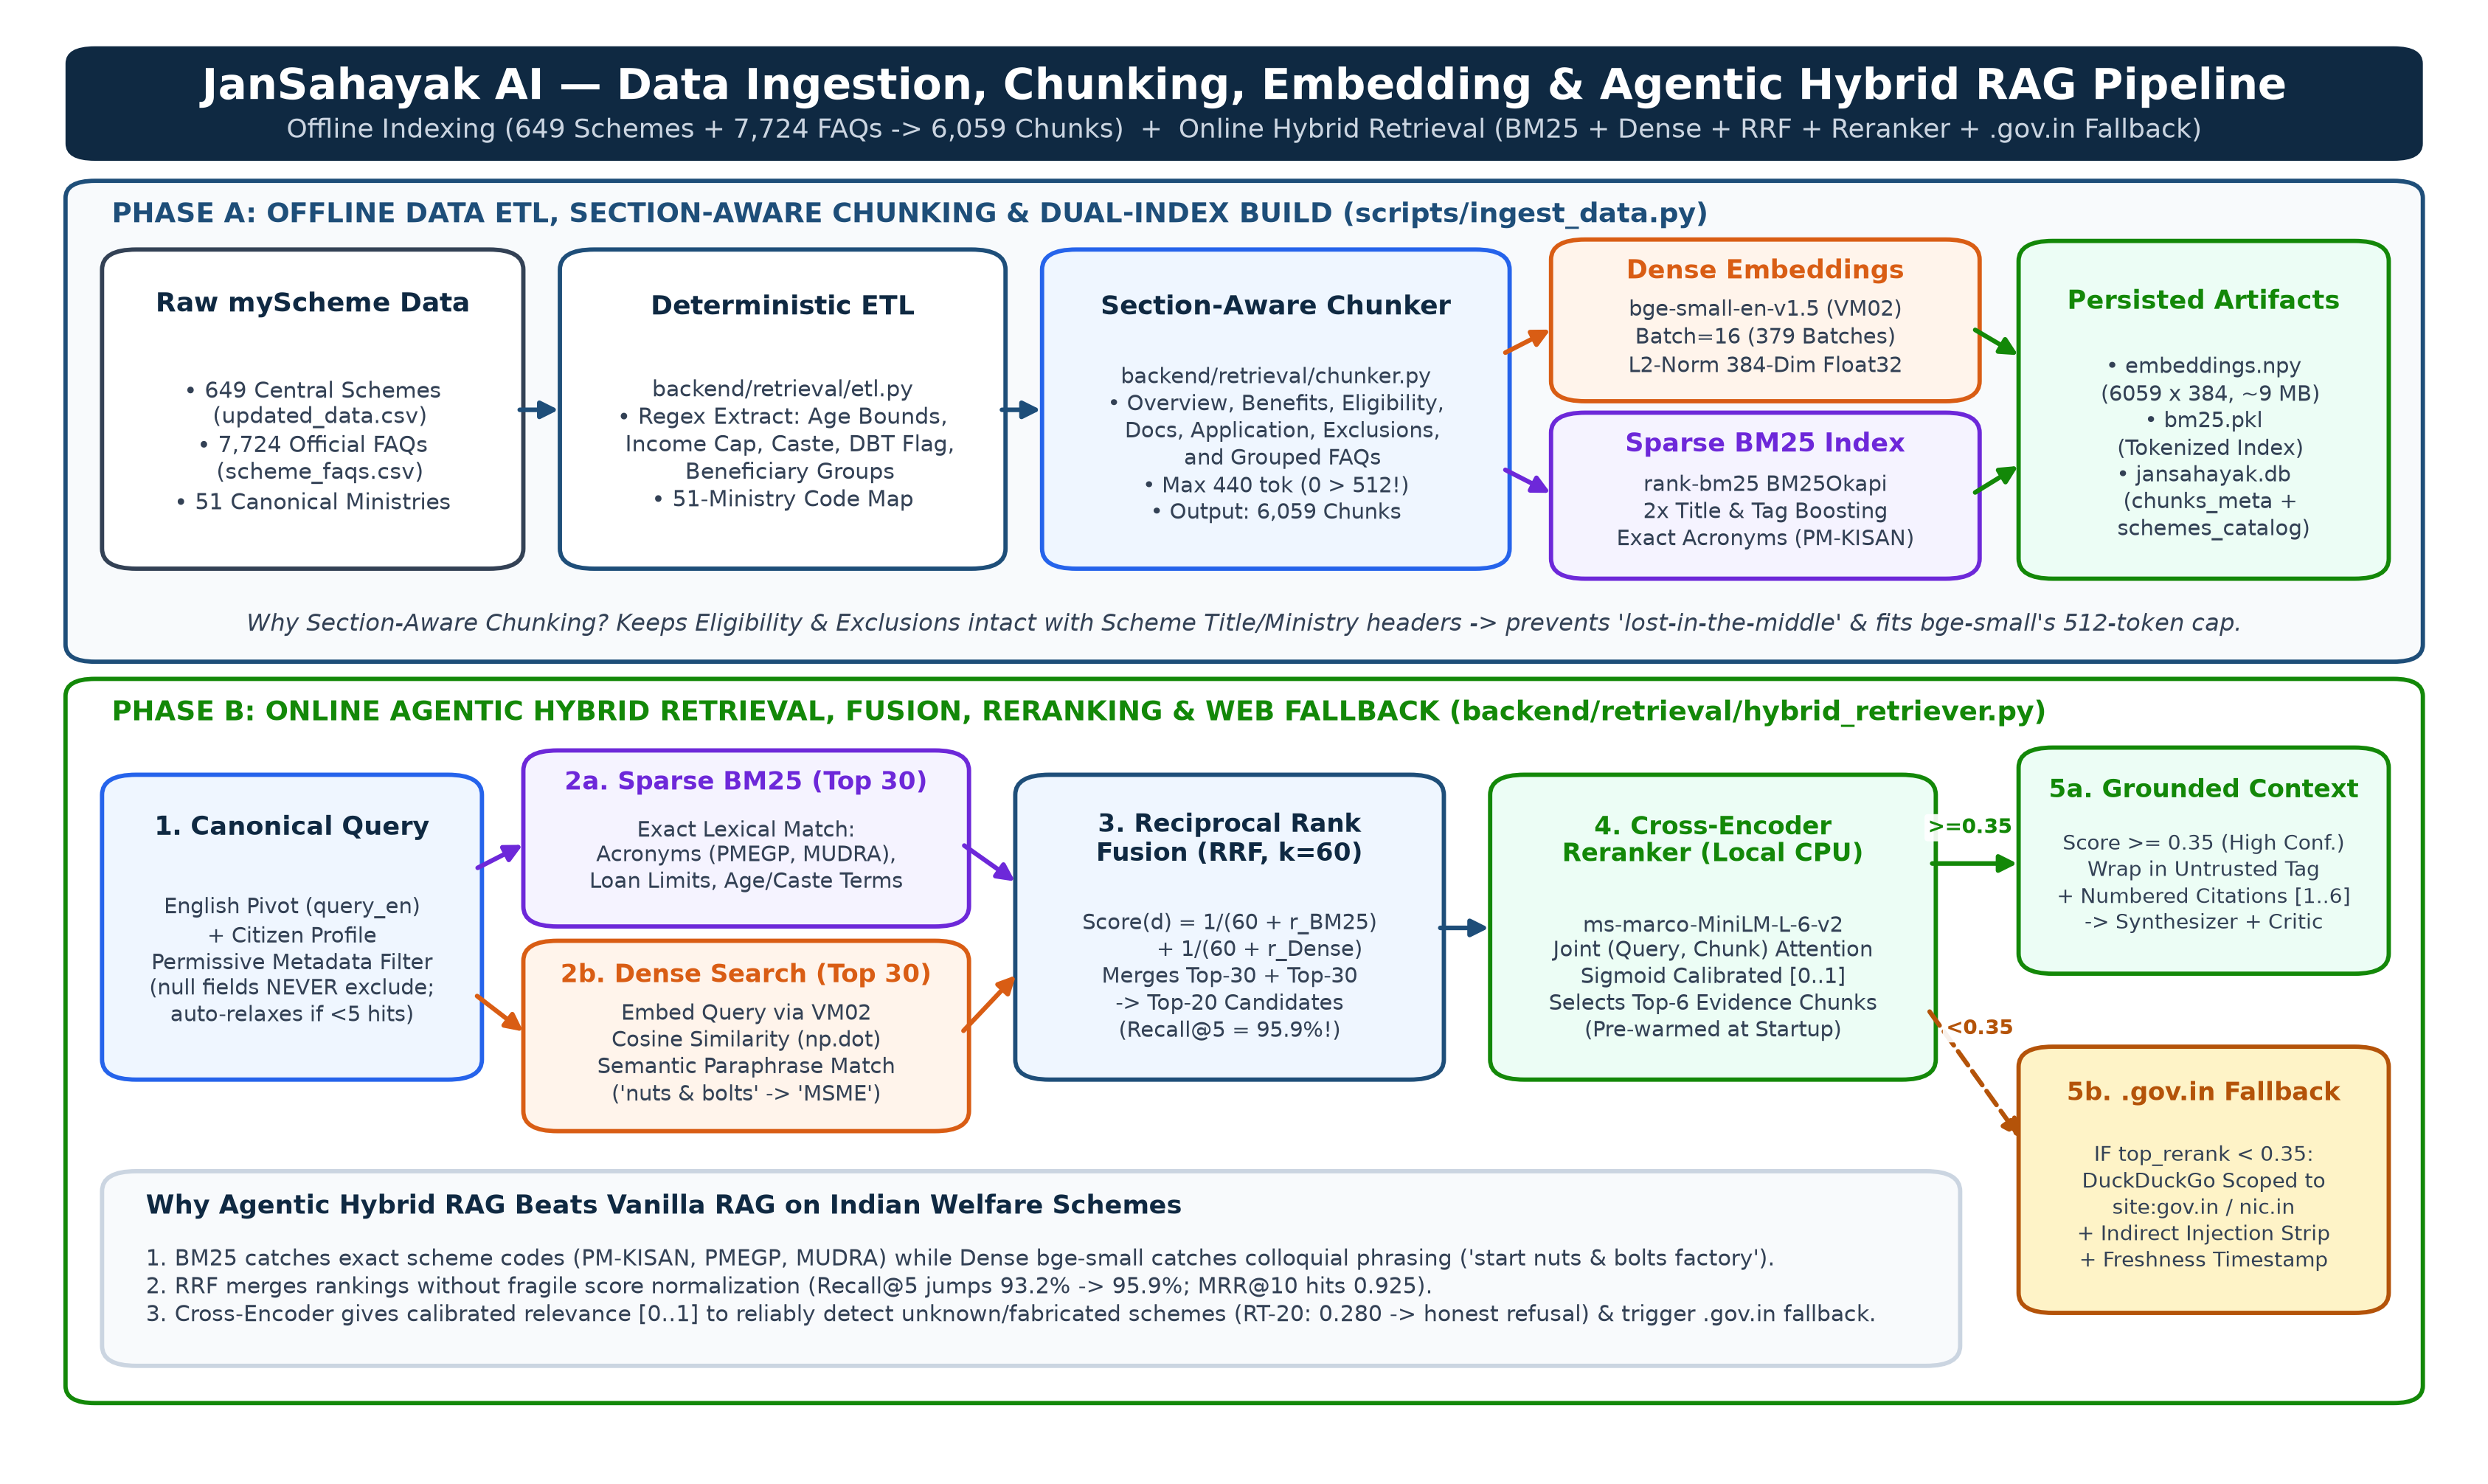 JanSahayak AI — Data Ingestion, Chunking, Embedding & Agentic Hybrid RAG Pipeline
Offline Indexing (649 Schemes + 7,724 FAQs -> 6,059 Chunks)  +  Online Hybrid Retrieval (BM25 + Dense + RRF + Reranker + .gov.in Fallback)
PHASE A: OFFLINE DATA ETL, SECTION-AWARE CHUNKING & DUAL-INDEX BUILD (scripts/ingest_data.py)
Raw myScheme Data
• 649 Central Schemes
(updated_data.csv)
• 7,724 Official FAQs
(scheme_faqs.csv)
• 51 Canonical Ministries
Deterministic ETL
backend/retrieval/etl.py
• Regex Extract: Age Bounds,
Income Cap, Caste, DBT Flag,
Beneficiary Groups
• 51-Ministry Code Map
Section-Aware Chunker
backend/retrieval/chunker.py
• Overview, Benefits, Eligibility,
Docs, Application, Exclusions,
and Grouped FAQs
• Max 440 tok (0 > 512!)
• Output: 6,059 Chunks
Dense Embeddings
bge-small-en-v1.5 (VM02)
Batch=16 (379 Batches)
L2-Norm 384-Dim Float32
Sparse BM25 Index
rank-bm25 BM25Okapi
2x Title & Tag Boosting
Exact Acronyms (PM-KISAN)
Persisted Artifacts
• embeddings.npy
(6059 x 384, ~9 MB)
• bm25.pkl
(Tokenized Index)
• jansahayak.db
(chunks_meta +
schemes_catalog)
Why Section-Aware Chunking? Keeps Eligibility & Exclusions intact with Scheme Title/Ministry headers -> prevents 'lost-in-the-middle' & fits bge-small's 512-token cap.
PHASE B: ONLINE AGENTIC HYBRID RETRIEVAL, FUSION, RERANKING & WEB FALLBACK (backend/retrieval/hybrid_retriever.py)
1. Canonical Query
English Pivot (query_en)
+ Citizen Profile
Permissive Metadata Filter
(null fields NEVER exclude;
auto-relaxes if <5 hits)
2a. Sparse BM25 (Top 30)
Exact Lexical Match:
Acronyms (PMEGP, MUDRA),
Loan Limits, Age/Caste Terms
2b. Dense Search (Top 30)
Embed Query via VM02
Cosine Similarity (np.dot)
Semantic Paraphrase Match
('nuts & bolts' -> 'MSME')
3. Reciprocal Rank
Fusion (RRF, k=60)
Score(d) = 1/(60 + r_BM25)
+ 1/(60 + r_Dense)
Merges Top-30 + Top-30
-> Top-20 Candidates
(Recall@5 = 95.9%!)
4. Cross-Encoder
Reranker (Local CPU)
ms-marco-MiniLM-L-6-v2
Joint (Query, Chunk) Attention
Sigmoid Calibrated [0..1]
Selects Top-6 Evidence Chunks
(Pre-warmed at Startup)
>=0.35
<0.35
5a. Grounded Context
Score >= 0.35 (High Conf.)
Wrap in Untrusted Tag
+ Numbered Citations [1..6]
-> Synthesizer + Critic
5b. .gov.in Fallback
IF top_rerank < 0.35:
DuckDuckGo Scoped to
site:gov.in / nic.in
+ Indirect Injection Strip
+ Freshness Timestamp
Why Agentic Hybrid RAG Beats Vanilla RAG on Indian Welfare Schemes
1. BM25 catches exact scheme codes (PM-KISAN, PMEGP, MUDRA) while Dense bge-small catches colloquial phrasing ('start nuts & bolts factory').
2. RRF merges rankings without fragile score normalization (Recall@5 jumps 93.2% -> 95.9%; MRR@10 hits 0.925).
3. Cross-Encoder gives calibrated relevance [0..1] to reliably detect unknown/fabricated schemes (RT-20: 0.280 -> honest refusal) & trigger .gov.in fallback.